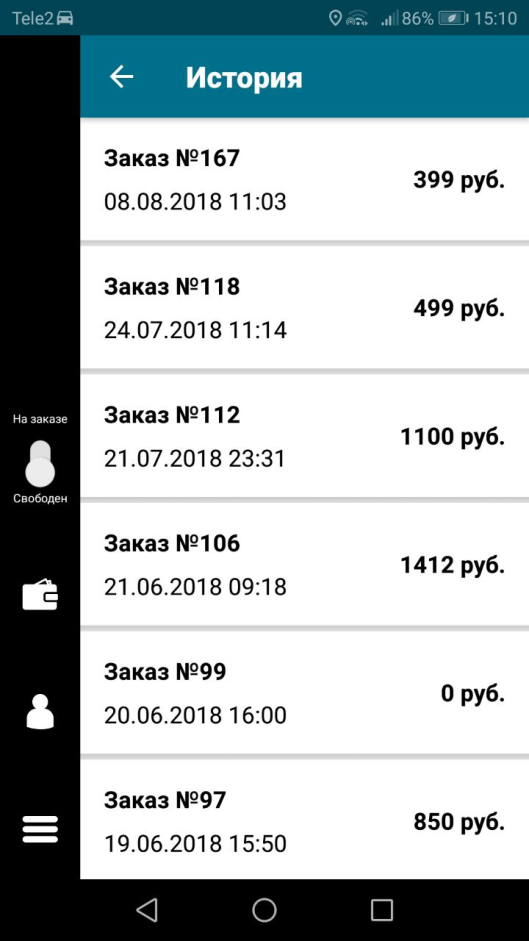 Tele2 86% 15:10
История
Заказ №167
399 руб.
08.08.2018 11:03
Заказ №118
499 руб.
24.07.2018 11:14
Заказ №112
1100 руб.
21.07.2018 23:31
На заказе
Свободен
Заказ №106
1412 руб.
21.06.2018 09:18
Заказ №99
0 руб.
20.06.2018 16:00
Заказ №97
850 руб.
19.06.2018 15:50